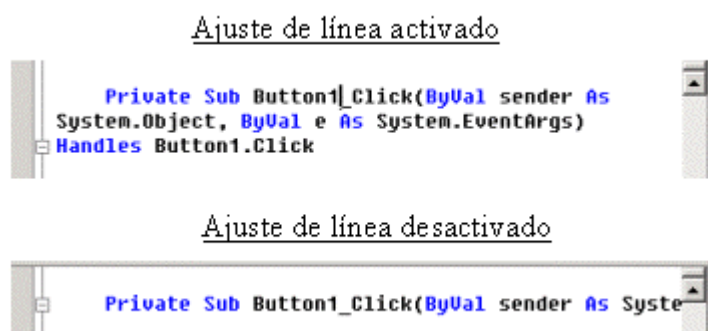 Ajuste de línea activado
Private Sub Button1_Click(ByVal sender As
System.Object, ByVal e As System.EventArgs)
Handles Button1.Click
Ajuste de línea desactivado
Private Sub Button1_Click(ByVal sender As Syste